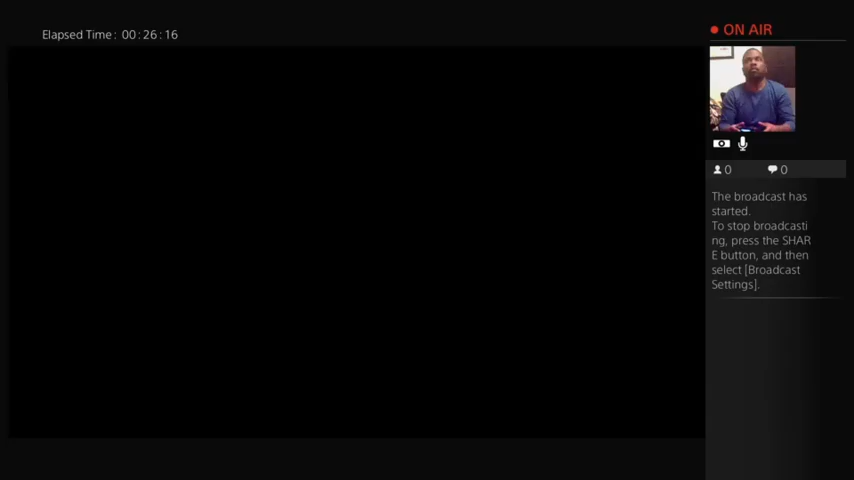 Elapsed Time: 00:26:16
ON AIR
0 0
The broadcast has
started.
To stop broadcasti
ng, press the SHAR
E button, and then
select [Broadcast
Settings].